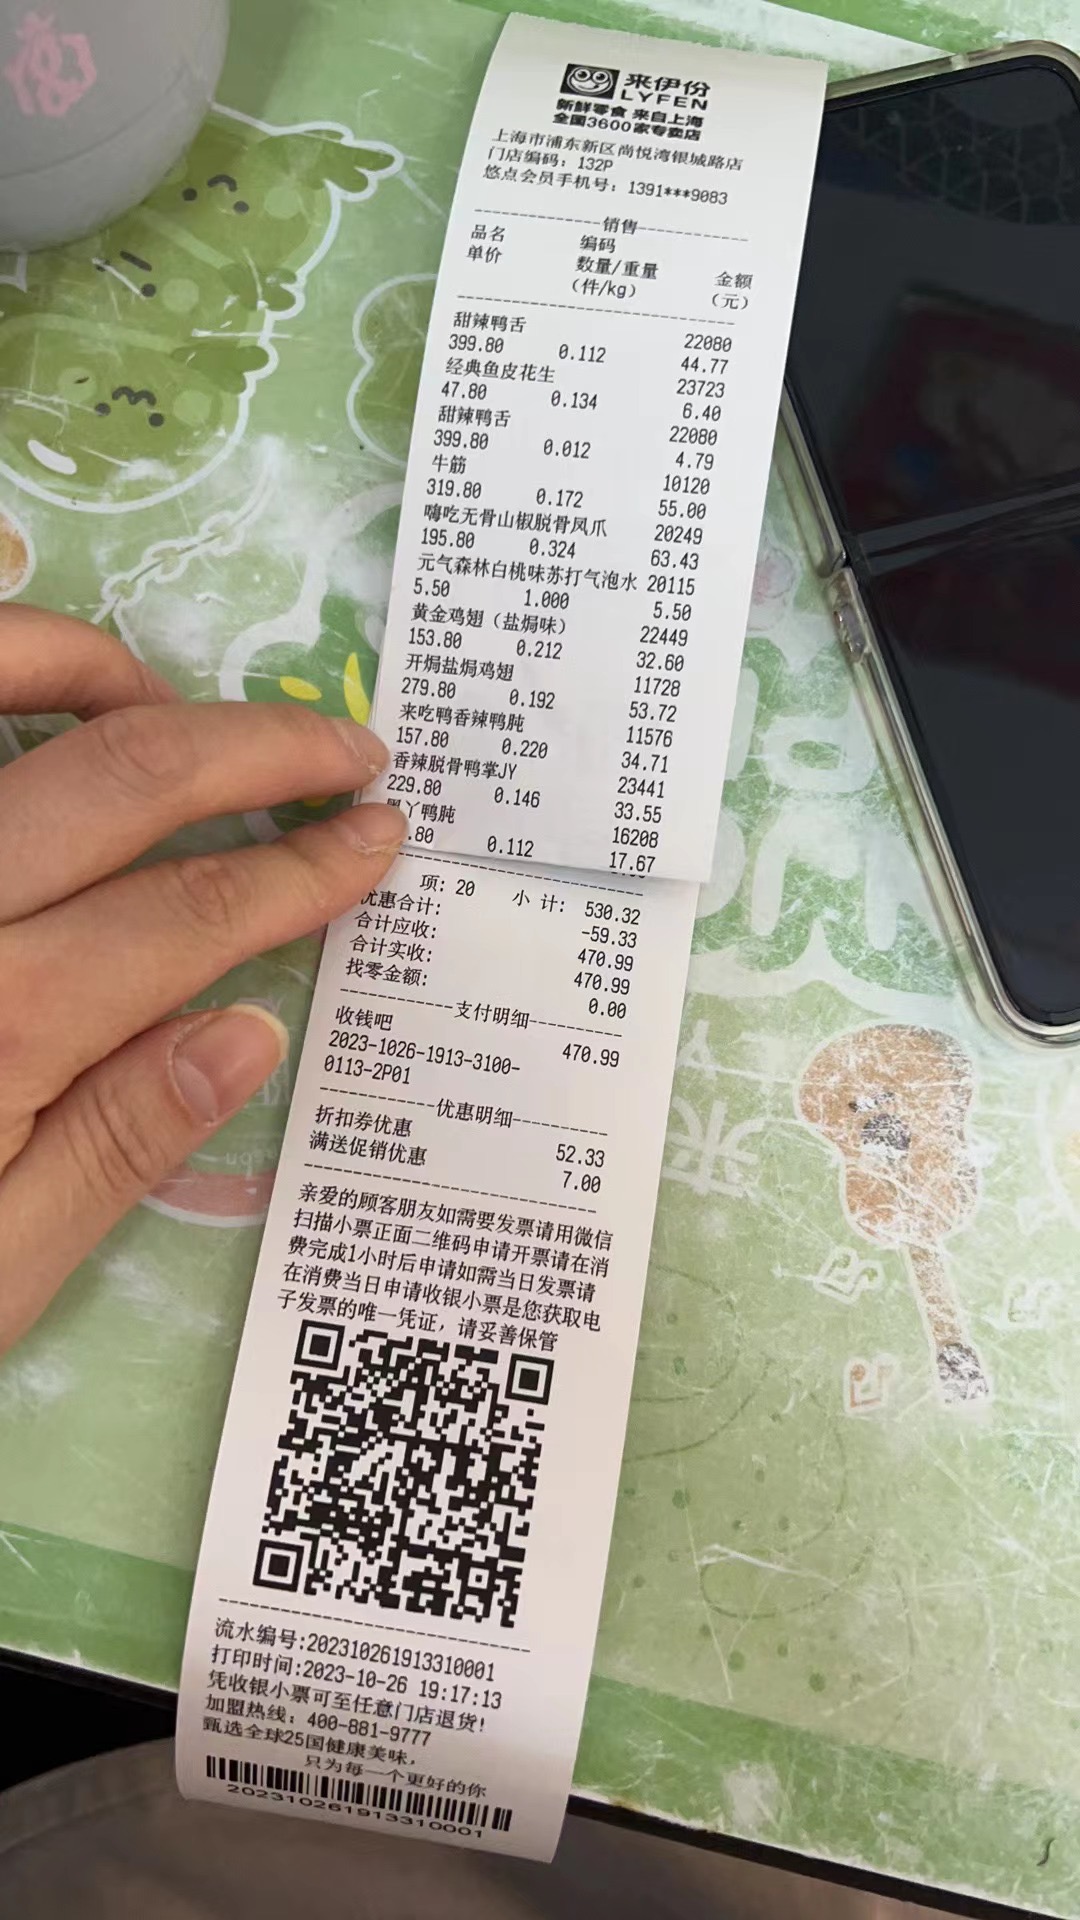 来伊份
LYFEN
新鲜零食 来自上海
全国3600家专卖店
上海市浦东新区尚悦湾银城路店
门店编码: 132P
悠点会员手机号: 1391***9083
销售
品名 编码 金额
单价 数量/重量 (元)
(件/kg)
甜辣鸭舌 22080
399.80 0.112 44.77
经典鱼皮花生 23723
47.80 0.134 6.40
甜辣鸭舌 22080
399.80 0.012 4.79
牛筋 10120
319.80 0.172 55.00
嗨吃无骨山椒脱骨凤爪 20249
195.80 0.324 63.43
元气森林白桃味苏打气泡水 20115
5.50 1.000 5.50
黄金鸡翅（盐焗味） 22449
153.80 0.212 32.60
开焗盐焗鸡翅 11728
279.80 0.192 53.72
来吃鸭香辣鸭肫 11576
157.80 0.220 34.71
香辣脱骨鸭掌JY 23441
229.80 0.146 33.55
丫鸭肫 16208
.80 0.112 17.67
项: 20 小 计: 530.32
优惠合计: -59.33
合计应收: 470.99
合计实收: 470.99
找零金额: 0.00
支付明细
收钱吧 470.99
2023-1026-1913-3100-
0113-2P01
优惠明细
折扣券优惠 52.33
满送促销优惠 7.00
亲爱的顾客朋友如需要发票请用微信
扫描小票正面二维码申请开票请在消
费完成1小时后申请如需当日发票请
在消费当日申请收银小票是您获取电
子发票的唯一凭证，请妥善保管
流水编号:202310261913310001
打印时间:2023-10-26 19:17:13
凭收银小票可至任意门店退货!
加盟热线: 400-881-9777
甄选全球25国健康美味，
只为每一个更好的你
202310261913310001